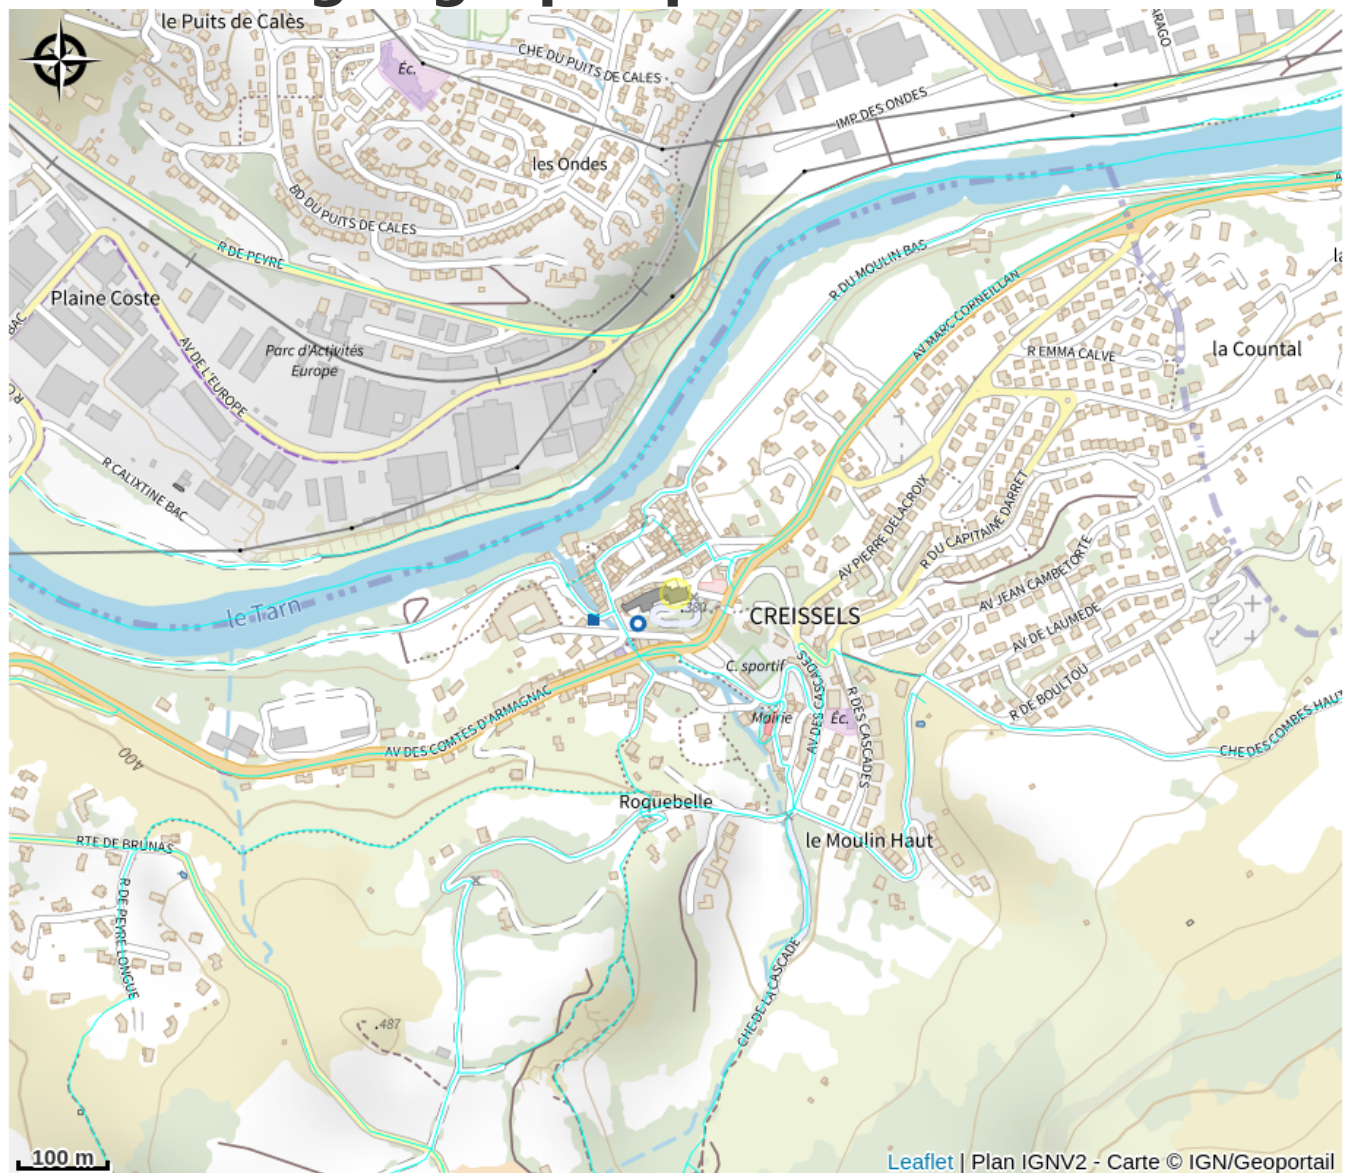 le Puits de Calès
ARAGO
Éc.
CHE DU PUITS DE CALES
IMP DES ONDES
les Ondes
BD DU PUITS DE CALES
R DE PEYRE
R DU MOULIN BAS
Plaine Coste
AV MARC CORNEILLAN
BAC
Parc d'Activités
Europe
AV DE L'EUROPE
R EMMA CALVE
la Countal
R CALIXTINE BAC
AV PIERRE DELACROIX
R DU CAPITAINE DARRET
AV JEAN CAMBETORTE
le Tarn
380
CREISSELS
AV DE LAUMEDE
C. sportif
AV DES CASCADES
R DES CASCADES
R DE BOULTOU
Mairie
Éc.
AV DES COMTES D'ARMAGNAC
CHE DES COMBES HAUT
400
Roquebelle
RTE DE BRUNAS
le Moulin Haut
R DE PEYRE LONGUE
CHE DE LA CASCADE
.487
100 m
Leaflet | Plan IGNV2 - Carte © IGN/Geoportail